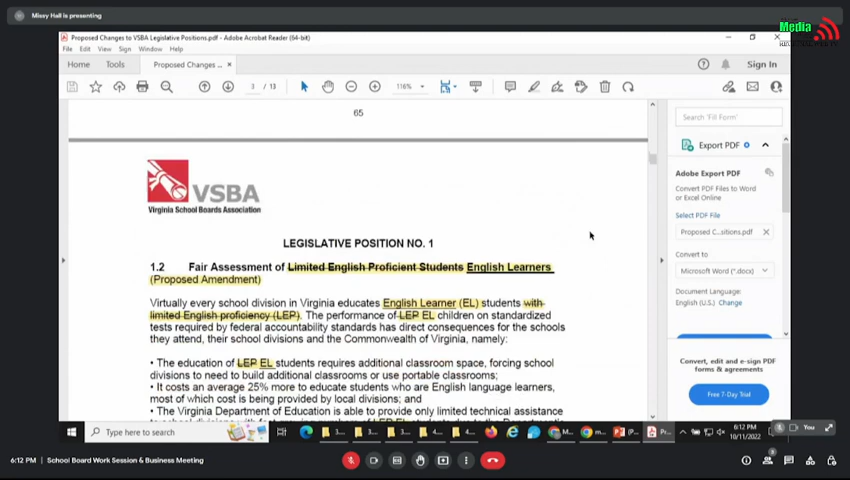 Missy Hall is presenting
Media
Proposed Changes to VSBA Legislative Positions.pdf - Adobe Acrobat Reader (64-bit)
File Edit View Sign Window Help
Home Tools Proposed Changes ... × Sign In
3 / 13 116%
65
Search 'Fill Form'
Export PDF
Adobe Export PDF
Convert PDF Files to Word
or Excel Online
Select PDF File
Proposed C...sitions.pdf
Convert to
Microsoft Word (*.docx)
Document Language:
English (U.S.) Change
Convert, edit and e-sign PDF
forms & agreements
Free 7-Day Trial
VSBA
Virginia School Boards Association
LEGISLATIVE POSITION NO. 1
1.2 Fair Assessment of Limited English Proficient Students English Learners
(Proposed Amendment)
Virtually every school division in Virginia educates English Learner (EL) students with
limited English proficiency (LEP). The performance of LEP EL children on standardized
tests required by federal accountability standards has direct consequences for the schools
they attend, their school divisions and the Commonwealth of Virginia, namely:
• The education of LEP EL students requires additional classroom space, forcing school
divisions to need to build additional classrooms or use portable classrooms;
• It costs an average 25% more to educate students who are English language learners,
most of which cost is being provided by local divisions; and
• The Virginia Department of Education is able to provide only limited technical assistance
Type here to search
3... 3... 3... 4... 4... M... m... (P... Pr...
6:12 PM
10/11/2022
You
6:12 PM School Board Work Session & Business Meeting